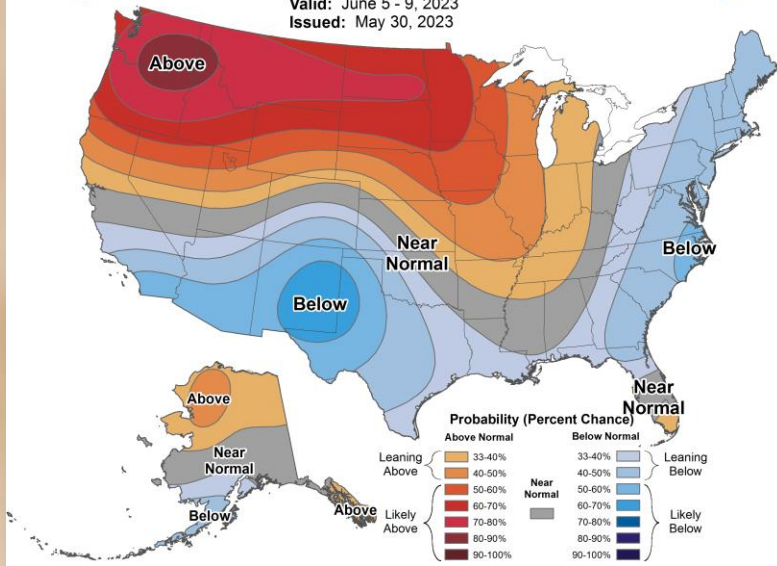 Valid: June 5 - 9, 2023
Issued: May 30, 2023
Above
Near
Normal
Below
Below
Above
Near
Normal
Below
Above
Near
Normal
Probability (Percent Chance)
Above Normal
Below Normal
Leaning
Above
33-40%
40-50%
50-60%
60-70%
70-80%
80-90%
90-100%
Likely
Above
Near
Normal
33-40%
40-50%
50-60%
60-70%
70-80%
80-90%
90-100%
Leaning
Below
Likely
Below